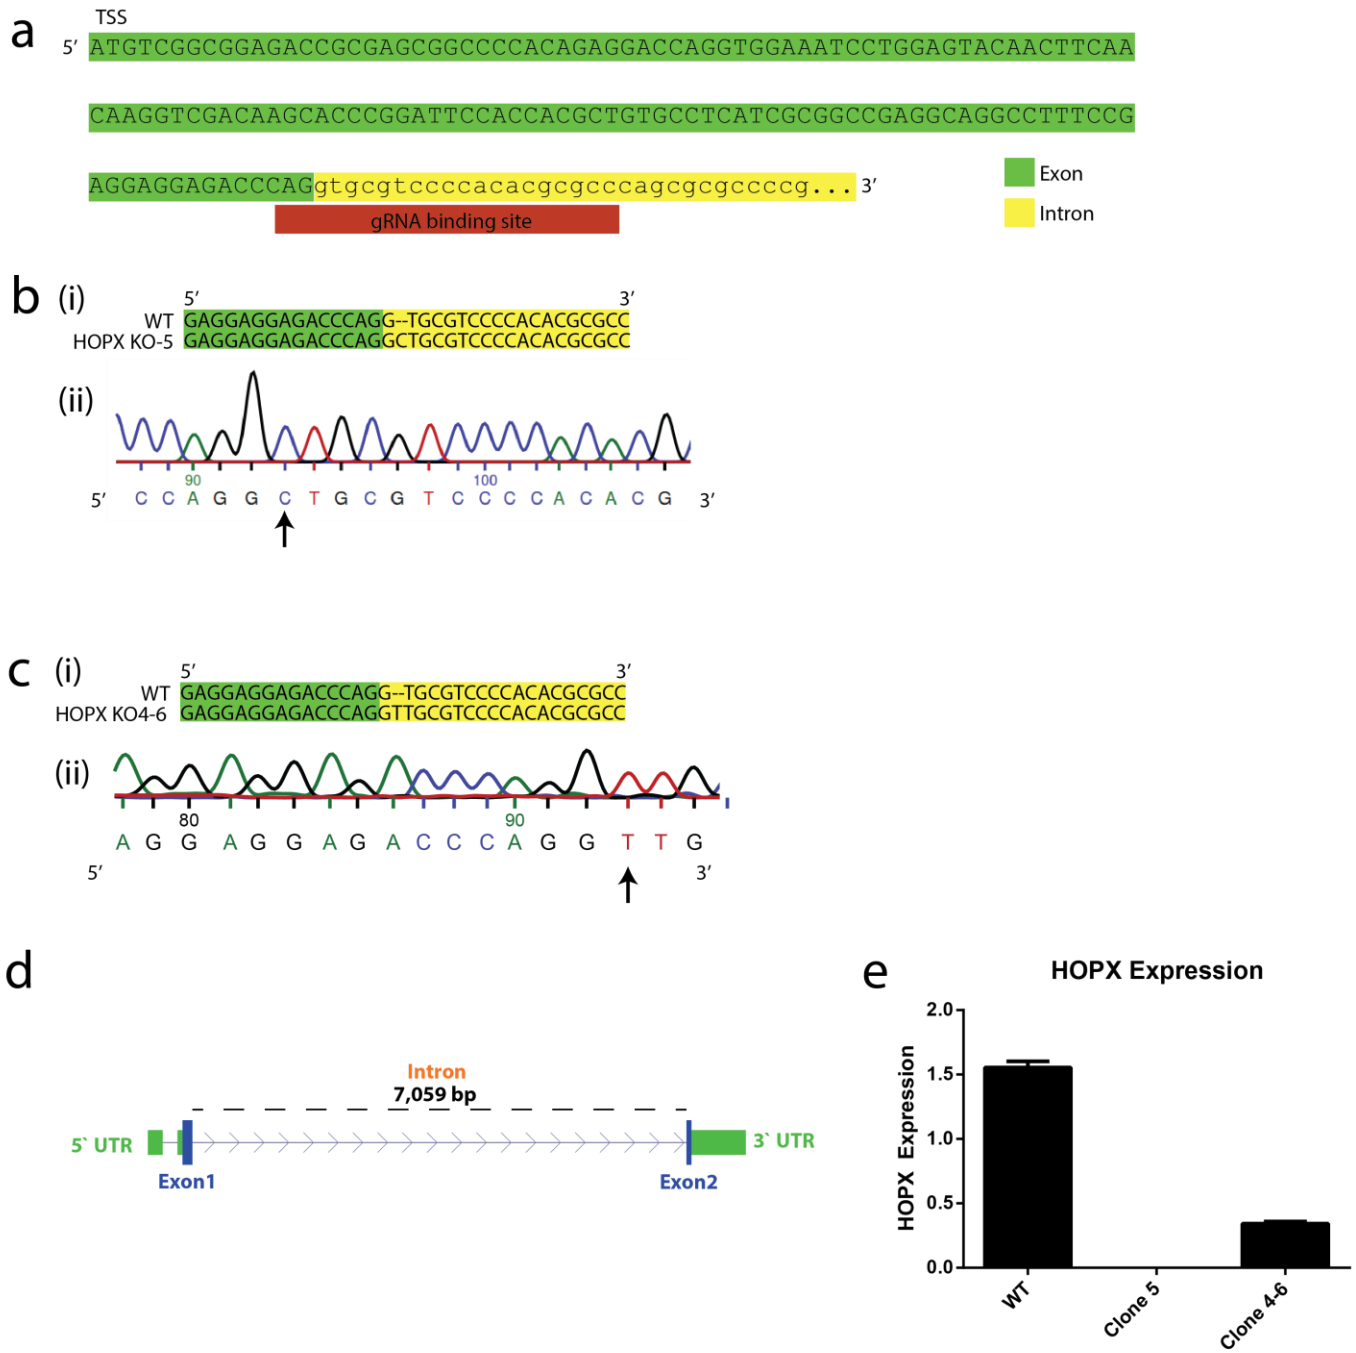 a
TSS
5’ ATGTCGGCGGAGACCGCGAGCGGCCCCACAGAGGACCAGGTGGAAATCCTGGAGTACAACTTCAA
CAAGGTCGACAAGCACCCGGATTCCACCACGCTGTGCCTCATCGCGGCCGAGGCAGGCCTTTCCG
AGGAGGAGACCCAGgtgcgtccccacacgcgcccagcgcgccccg... 3’
gRNA binding site
Exon
Intron
b
(i)
5’ 3’
WT GAGGAGGAGACCCAGG--TGCGTCCCCACACGCGCC
HOPX KO-5 GAGGAGGAGACCCAGGCTGCGTCCCCACACGCGCC
(ii)
90 100
5’ C C A G G C T G C G T C C C C A C A C G 3’
c
(i)
5’ 3’
WT GAGGAGGAGACCCAGG--TGCGTCCCCACACGCGCC
HOPX KO4-6 GAGGAGGAGACCCAGGTTGCGTCCCCACACGCGCC
(ii)
80 90
A G G A G G A G A C C C A G G T T G
5’ 3’
d
Intron
7,059 bp
5` UTR
3` UTR
Exon1
Exon2
e
HOPX Expression
HOPX Expression
2.0
1.5
1.0
0.5
0.0
WT
Clone 5
Clone 4-6